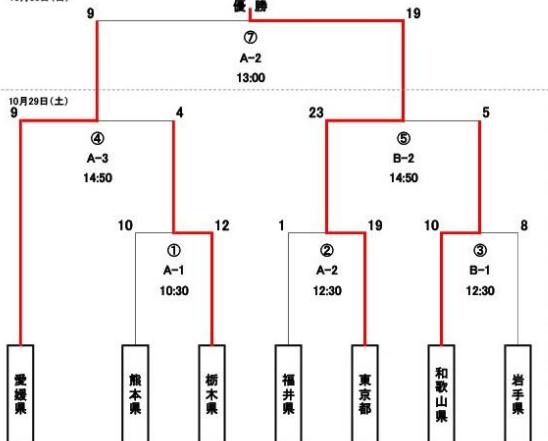 優 勝
9 19
⑦
A-2
13:00
10月29日(土)
9 4 23 5
④ ⑤
A-3 B-2
14:50 14:50
10 12 1 19 10 8
① ② ③
A-1 A-2 B-1
10:30 12:30 12:30
愛媛県
熊本県
栃木県
福井県
東京都
和歌山県
岩手県